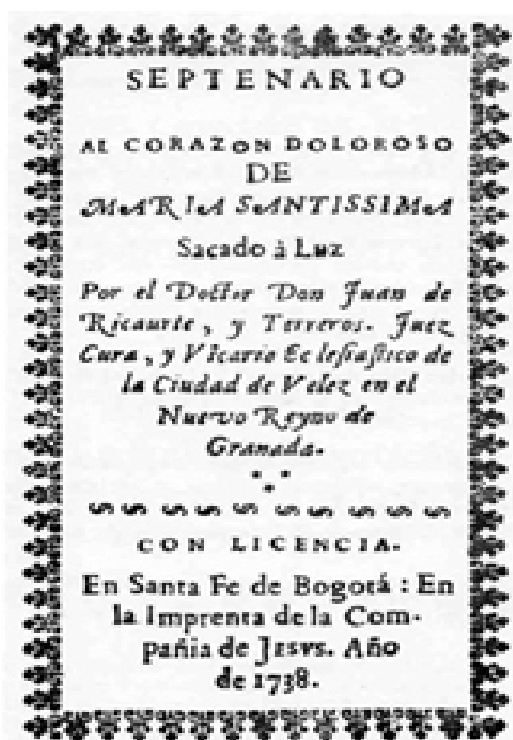 SEPTENARIO
AL CORAZON DOLOROSO
DE
MARIA SANTISSIMA
Sacado à Luz
Por el Doctor Don Juan de
Ricaurte, y Terreros. Juez
Cura, y Vicario Eclesiastico de
la Ciudad de Velez en el
Nuevo Reyno de
Granada.
CON LICENCIA.
En Santa Fe de Bogotá : En
la Imprenta de la Com-
pañia de JESVS. Año
de 1738.